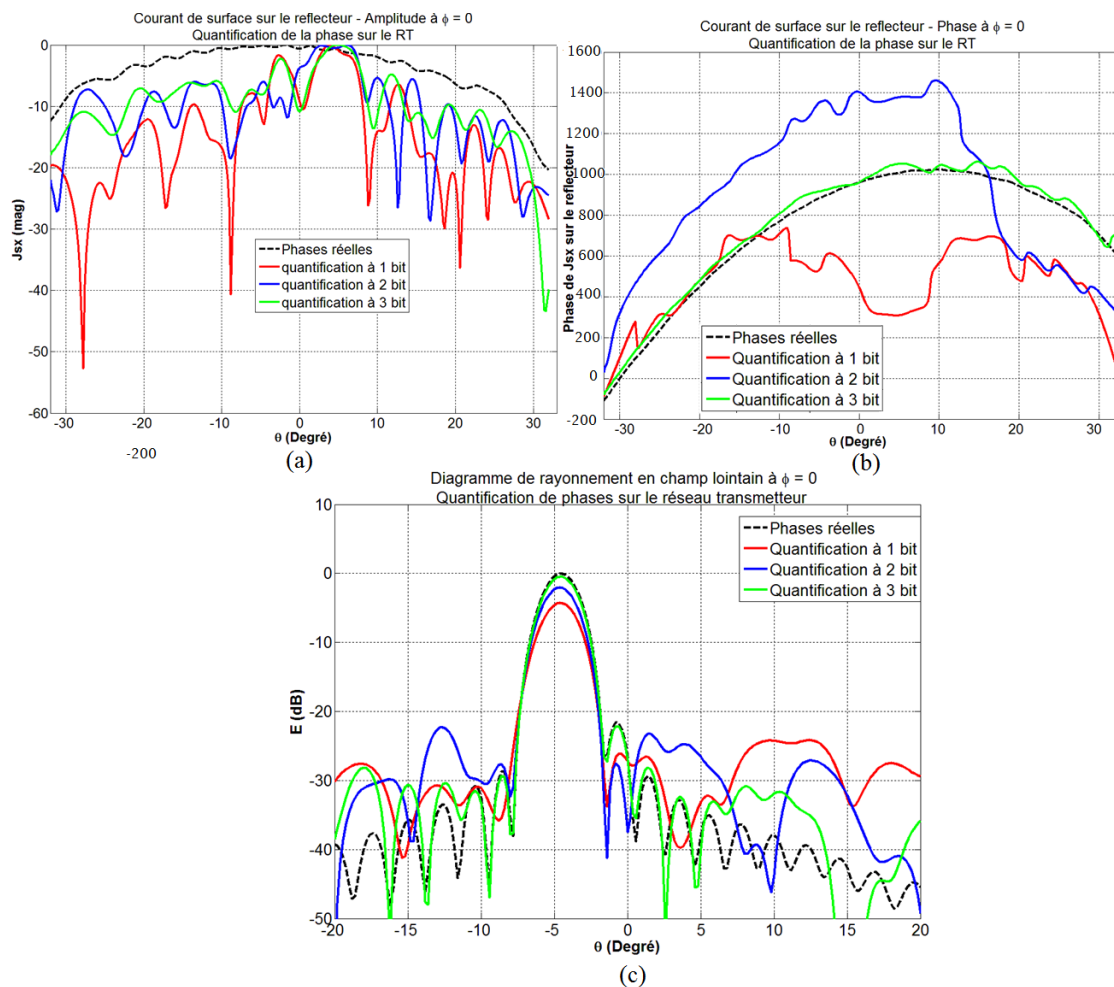 Courant de surface sur le reflecteur - Amplitude à ϕ = 0
Quantification de la phase sur le RT
Jsx (mag)
0
-10
-20
-30
-40
-50
-60
-30
-20
-10
0
10
20
30
θ (Degré)
-200
Phases réelles
quantification à 1 bit
quantification à 2 bit
quantification à 3 bit
(a)
Courant de surface sur le reflecteur - Phase à ϕ = 0
Quantification de la phase sur le RT
Phase de Jsx sur le reflecteur
1600
1400
1200
1000
800
600
400
200
0
-200
-30
-20
-10
0
10
20
30
θ (Degré)
Phases réelles
Quantification à 1 bit
Quantification à 2 bit
Quantification à 3 bit
(b)
Diagramme de rayonnement en champ lointain à ϕ = 0
Quantification de phases sur le réseau transmetteur
E (dB)
10
0
-10
-20
-30
-40
-50
-20
-15
-10
-5
0
5
10
15
20
θ (Degré)
Phases réelles
Quantification à 1 bit
Quantification à 2 bit
Quantification à 3 bit
(c)